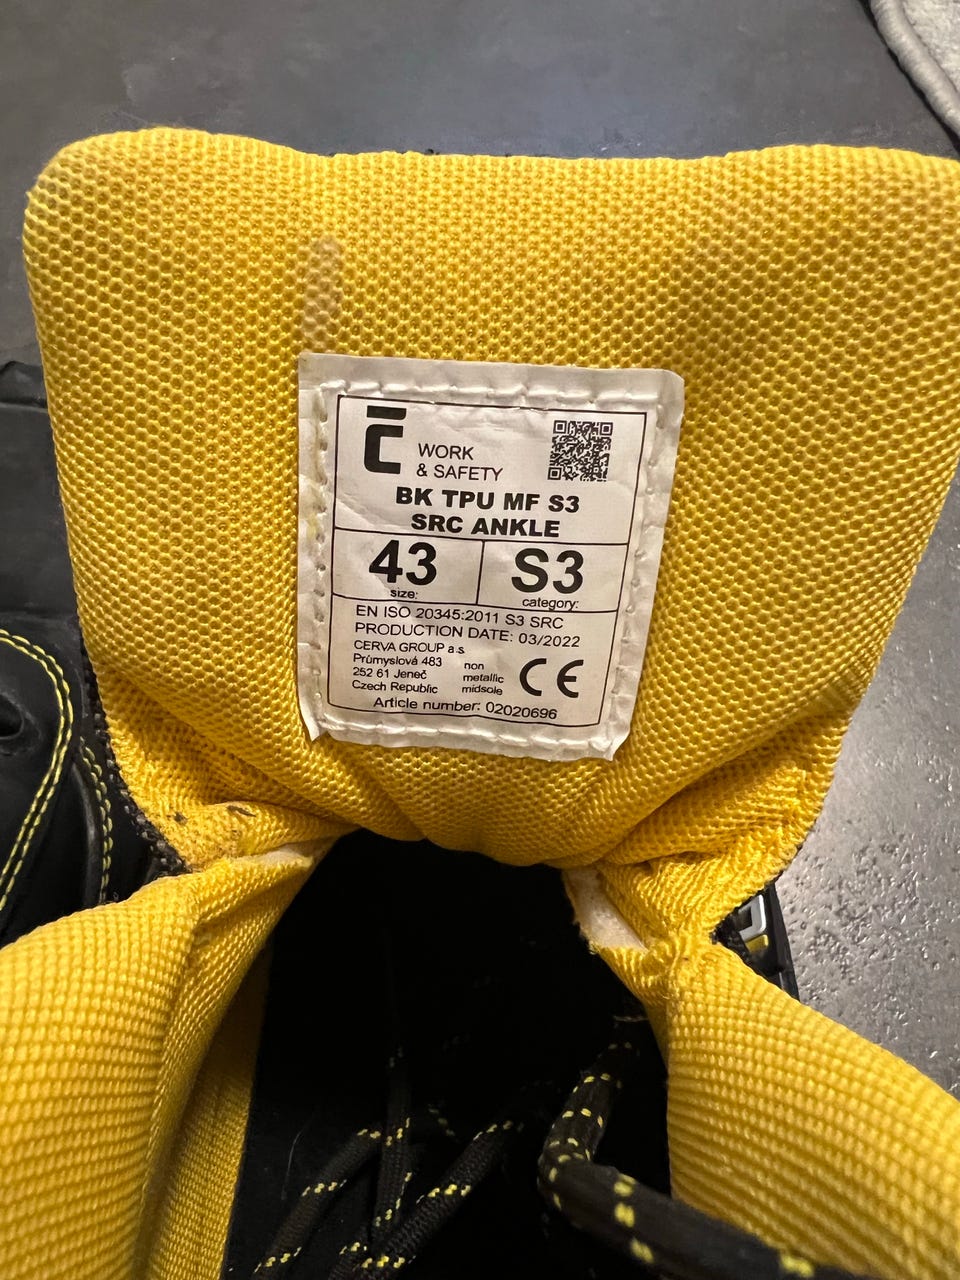 C̄ WORK
& SAFETY
BK TPU MF S3
SRC ANKLE
43
size:
S3
category:
EN ISO 20345:2011 S3 SRC
PRODUCTION DATE: 03/2022
CERVA GROUP a.s
Průmyslová 483
252 61 Jeneč
Czech Republic
non
metallic
midsole
CE
Article number: 02020696